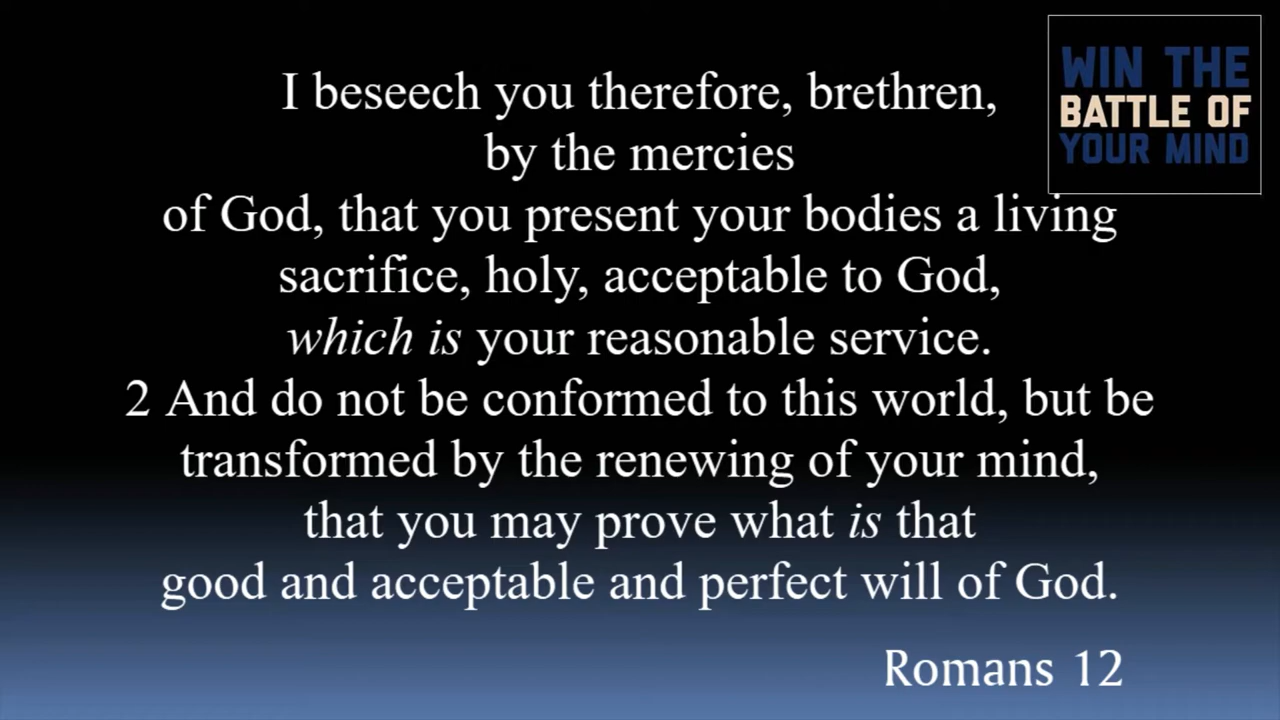 WIN THE
BATTLE OF
YOUR MIND
I beseech you therefore, brethren,
by the mercies
of God, that you present your bodies a living
sacrifice, holy, acceptable to God,
which is your reasonable service.
2 And do not be conformed to this world, but be
transformed by the renewing of your mind,
that you may prove what is that
good and acceptable and perfect will of God.
Romans 12